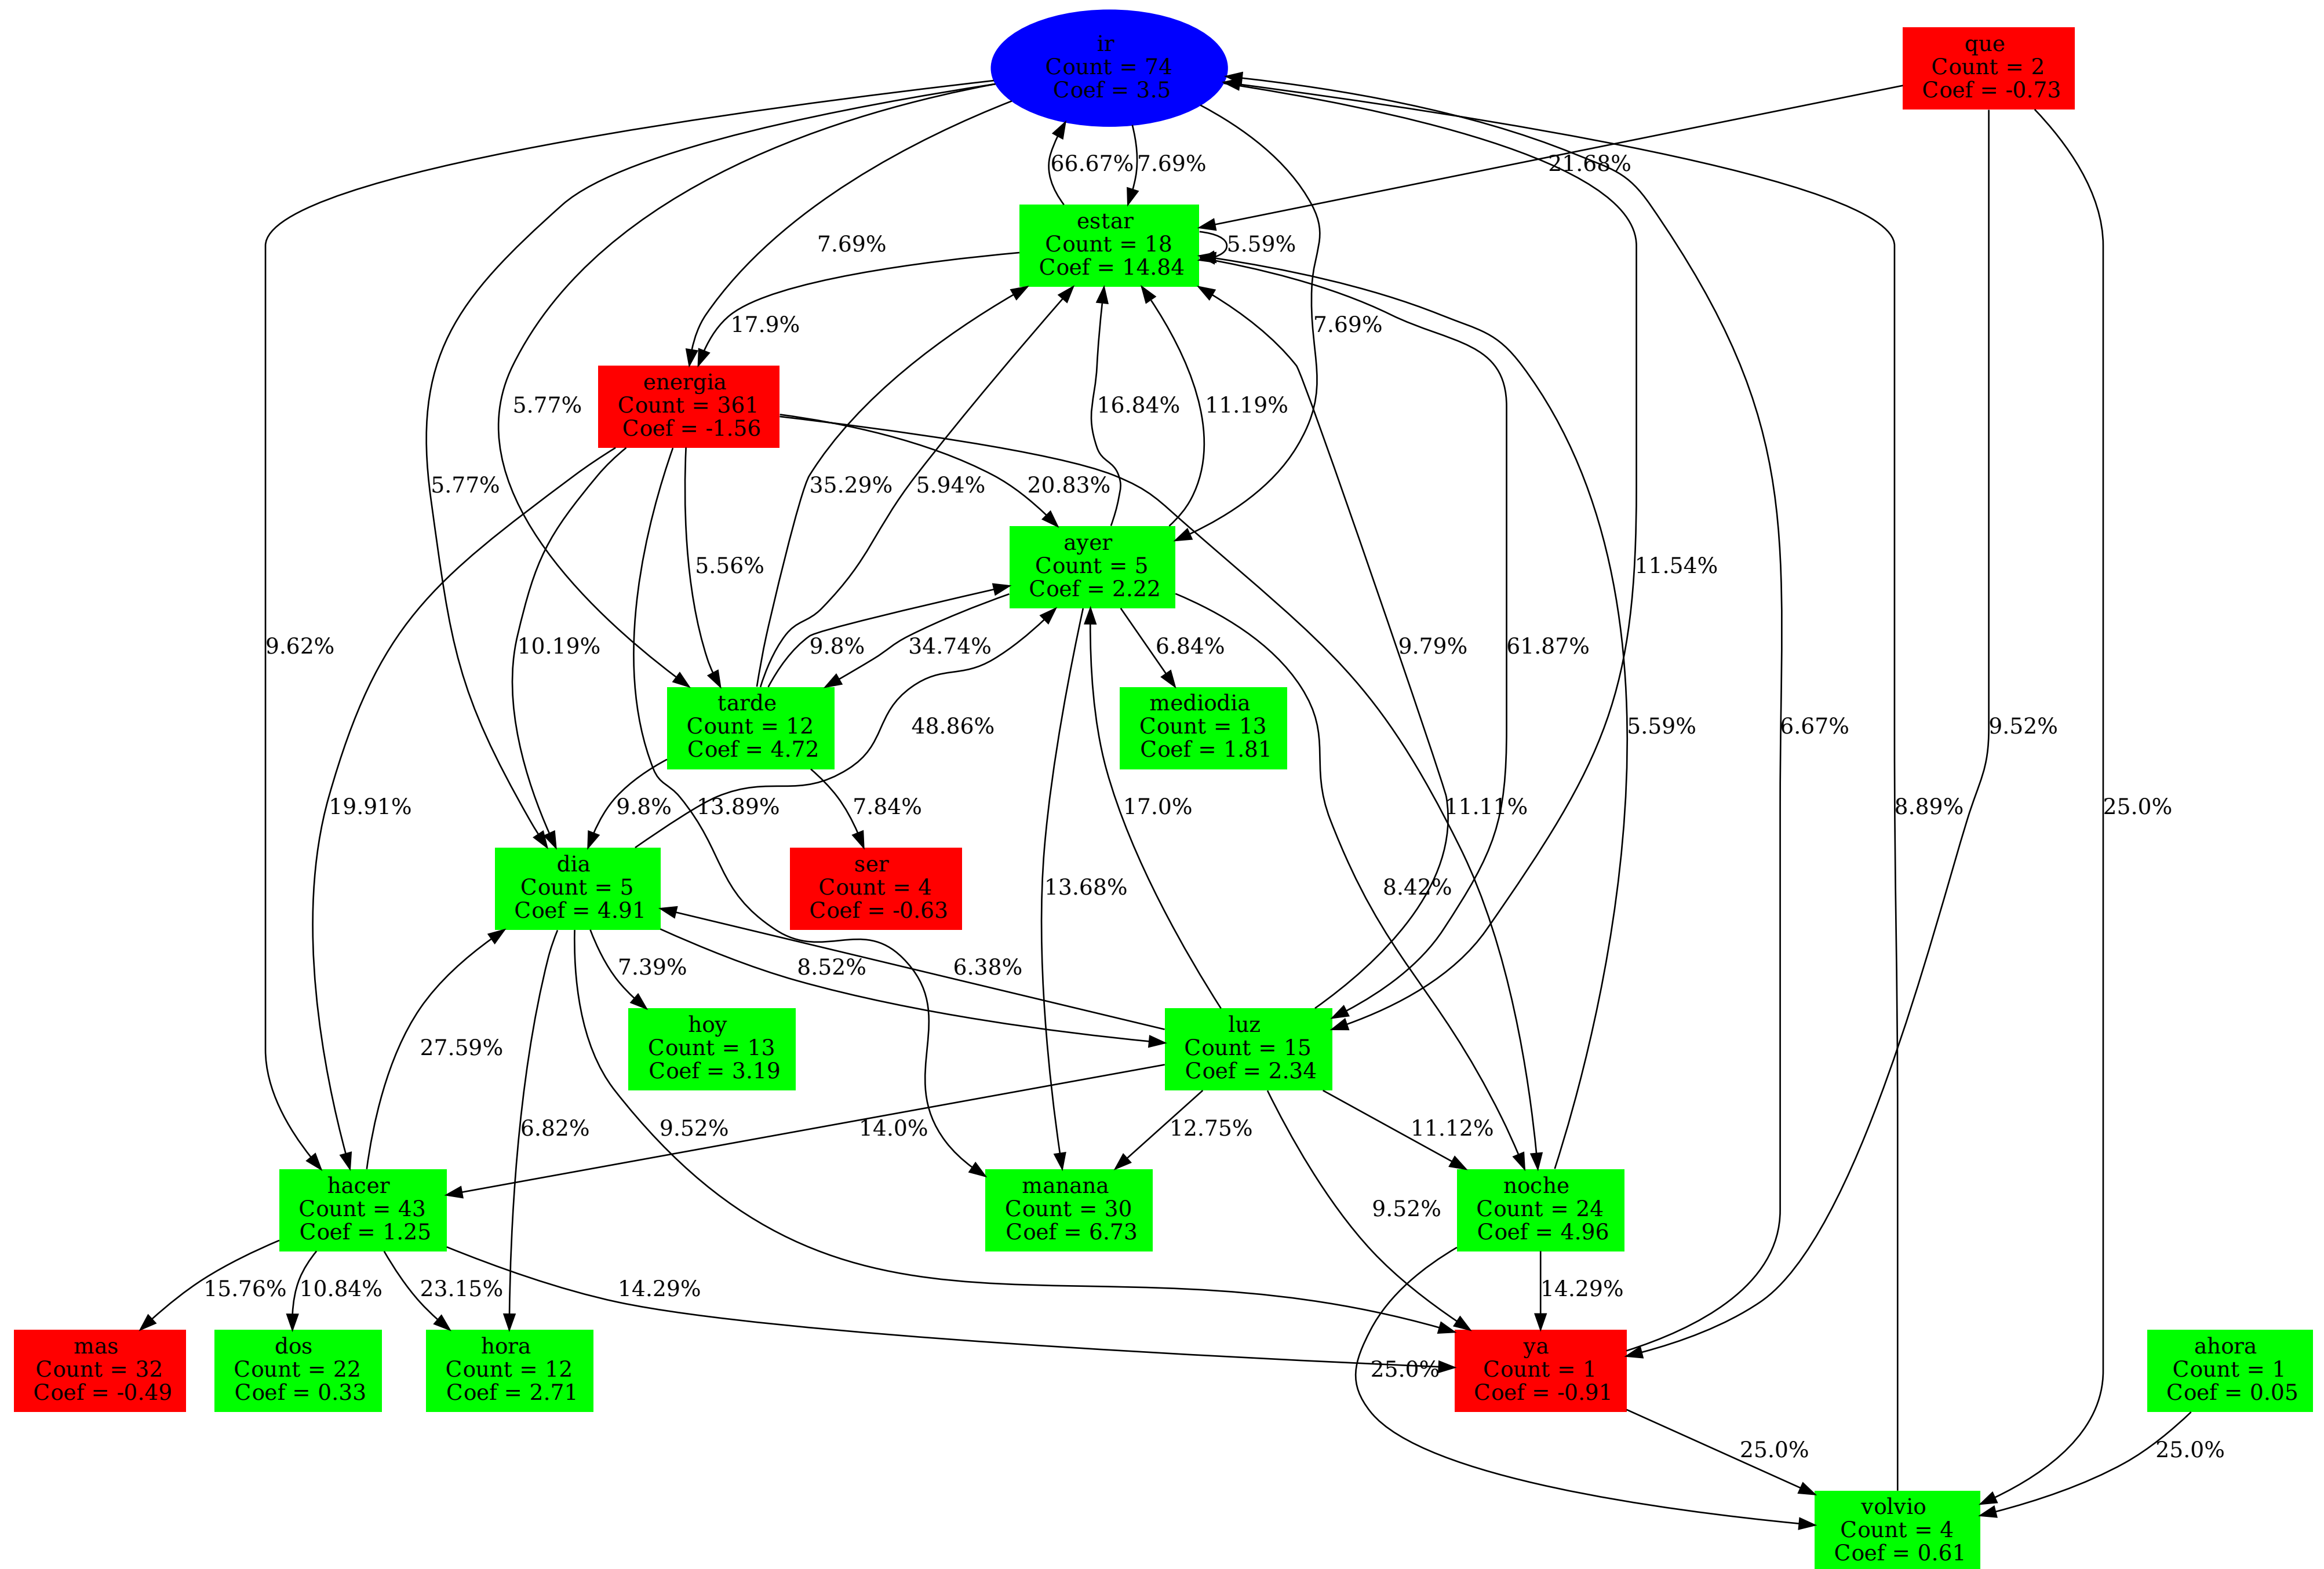 ir
Count = 74
Coef = 3.5
que
Count = 2
Coef = -0.73
66.67%
7.69%
21.68%
estar
Count = 18
Coef = 14.84
7.69%
5.59%
17.9%
7.69%
energia
Count = 361
Coef = -1.56
5.77%
16.84%
11.19%
5.77%
35.29%
5.94%
20.83%
ayer
Count = 5
Coef = 2.22
5.56%
11.54%
9.62%
10.19%
9.8%
34.74%
6.84%
9.79%
61.87%
tarde
Count = 12
Coef = 4.72
mediodia
Count = 13
Coef = 1.81
48.86%
5.59%
6.67%
9.52%
19.91%
9.8%
13.89%
7.84%
17.0%
11.11%
8.89%
25.0%
dia
Count = 5
Coef = 4.91
ser
Count = 4
Coef = -0.63
13.68%
8.42%
7.39%
8.52%
6.38%
hoy
Count = 13
Coef = 3.19
luz
Count = 15
Coef = 2.34
27.59%
6.82%
9.52%
14.0%
12.75%
11.12%
hacer
Count = 43
Coef = 1.25
manana
Count = 30
Coef = 6.73
9.52%
noche
Count = 24
Coef = 4.96
15.76%
10.84%
23.15%
14.29%
14.29%
mas
Count = 32
Coef = -0.49
dos
Count = 22
Coef = 0.33
hora
Count = 12
Coef = 2.71
25.0%
ya
Count = 1
Coef = -0.91
ahora
Count = 1
Coef = 0.05
25.0%
25.0%
volvio
Count = 4
Coef = 0.61